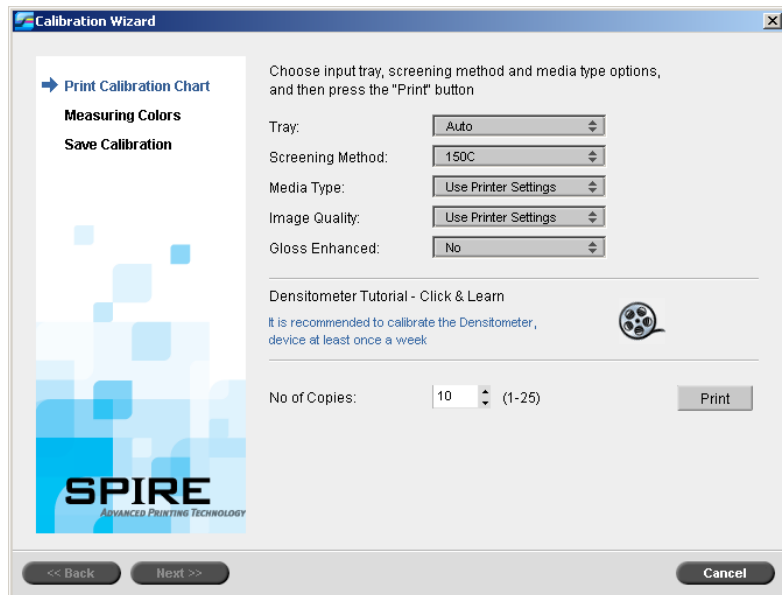 Calibration Wizard
Print Calibration Chart
Measuring Colors
Save Calibration
Choose input tray, screening method and media type options,
and then press the "Print" button
Tray: Auto
Screening Method: 150C
Media Type: Use Printer Settings
Image Quality: Use Printer Settings
Gloss Enhanced: No
Densitometer Tutorial - Click & Learn
It is recommended to calibrate the Densitometer,
device at least once a week
No of Copies: 10 (1-25) Print
SPIRE
ADVANCED PRINTING TECHNOLOGY
<< Back Next >> Cancel